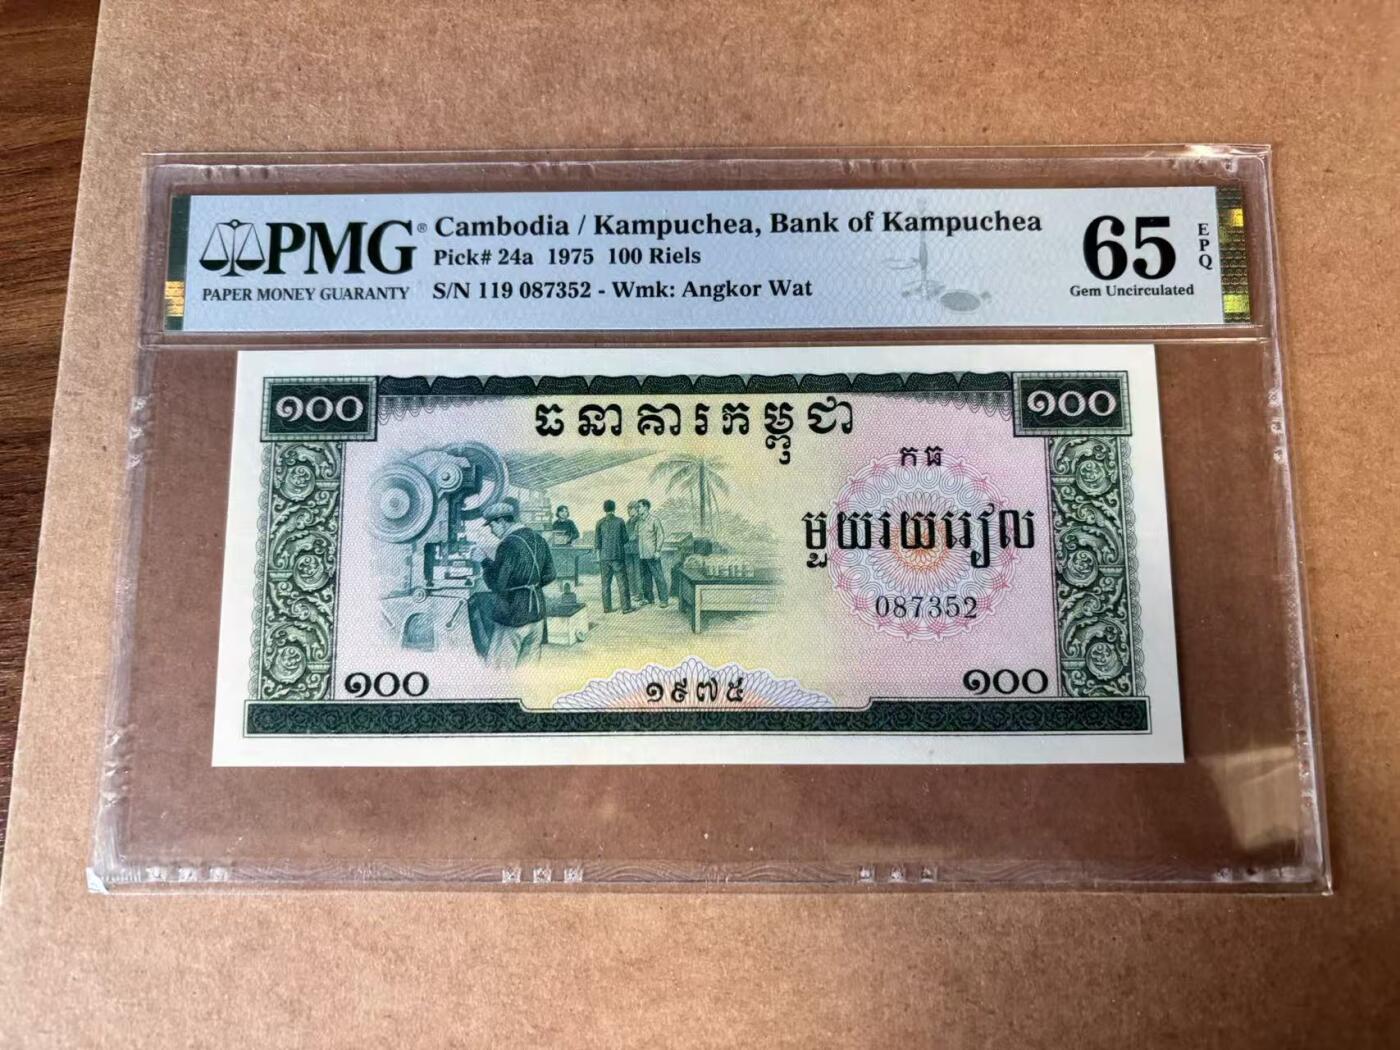 PMG® Cambodia / Kampuchea, Bank of Kampuchea
Pick# 24a 1975 100 Riels
PAPER MONEY GUARANTY S/N 119 087352 - Wmk: Angkor Wat
65 EPQ
Gem Uncirculated
១០០ ១០០
ធនាគារកម្ពុជា
កធ
មួយរយរៀល
087352
១០០ ១០០
១៩៧៥